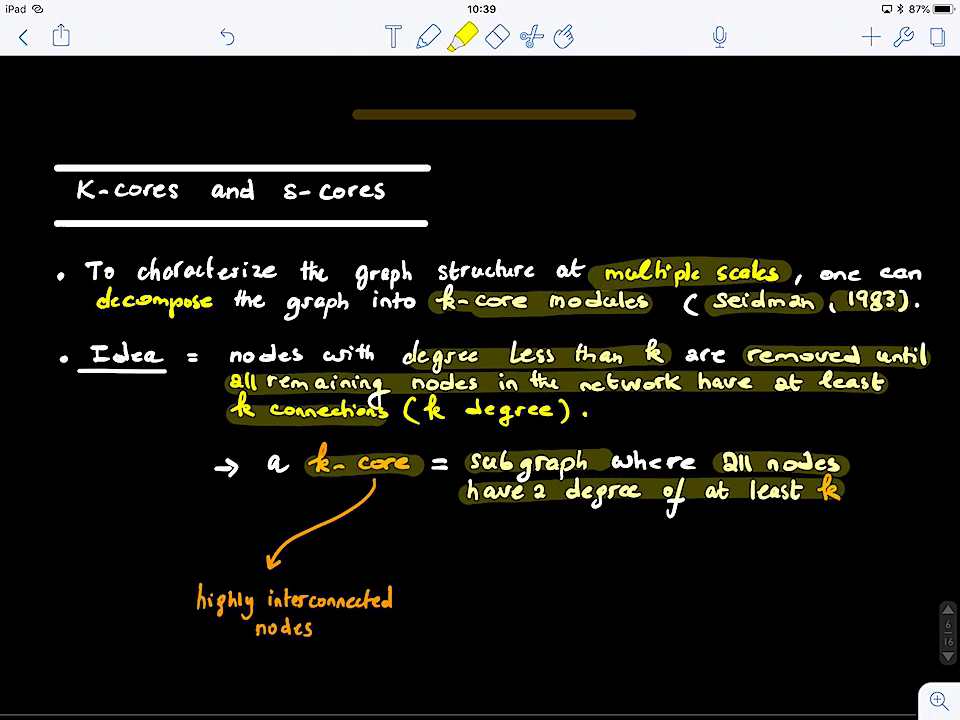 iPad
10:39
87%
T
K-cores and s-cores
• To characterize the graph structure at multiple scales, one can
decompose the graph into k-core modules (Seidman, 1983).
• Idea = nodes with degree less than k are removed until
all remaining nodes in the network have at least
k connections (k degree).
→ a k-core = subgraph where all nodes
have a degree of at least k
highly interconnected
nodes
6
16